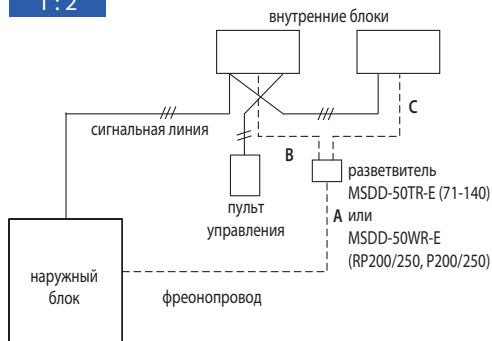 1 : 2
внутренние блоки
C
сигнальная линия
B
разветвитель
MSDD-50TR-E (71-140)
A или
MSDD-50WR-E
(RP200/250, P200/250)
пульт
управления
наружный
блок
фреонопровод